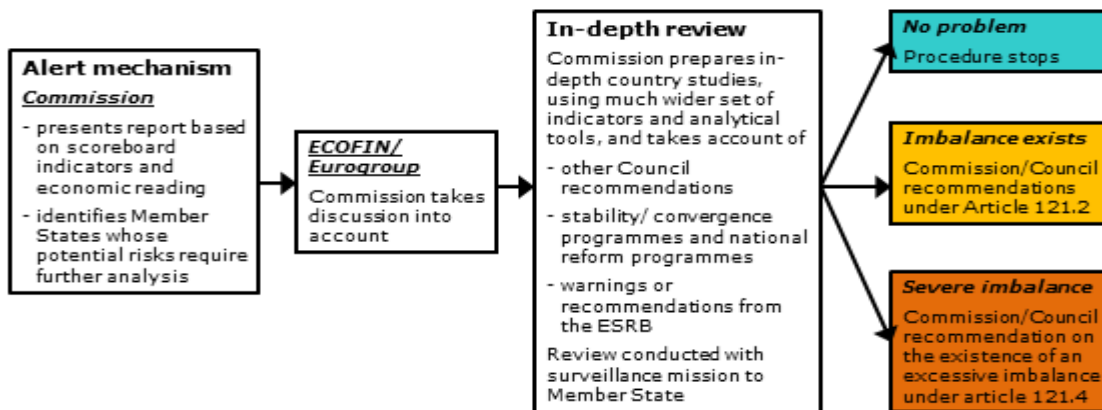 Alert mechanism
Commission
- presents report based
on scoreboard
indicators and
economic reading
- identifies Member
States whose
potential risks require
further analysis
ECOFIN/
Eurogroup
Commission takes
discussion into
account
In-depth review
Commission prepares in-
depth country studies,
using much wider set of
indicators and analytical
tools, and takes account of
- other Council
recommendations
- stability/ convergence
programmes and national
reform programmes
- warnings or
recommendations from
the ESRB
Review conducted with
surveillance mission to
Member State
No problem
Procedure stops
Imbalance exists
Commission/Council
recommendations
under Article 121.2
Severe imbalance
Commission/Council
recommendation on
the existence of an
excessive imbalance
under article 121.4